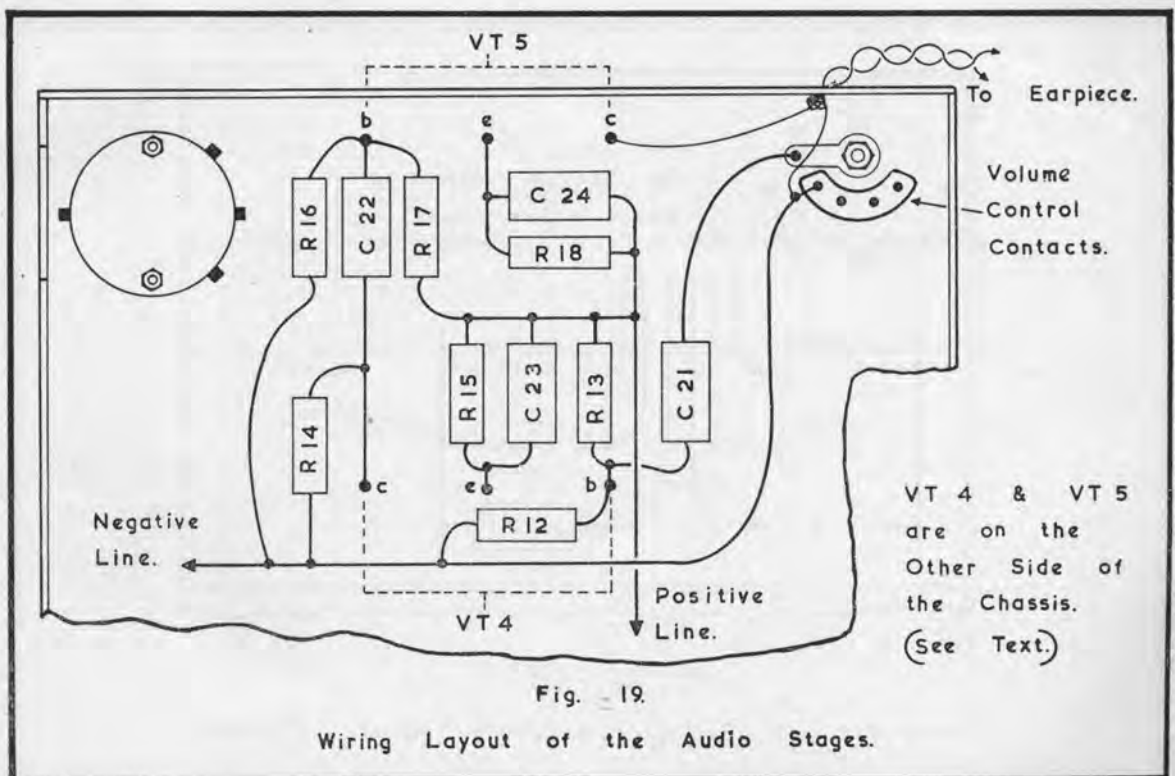 VT 5
To Earpiece.
b
e
c
Volume
Control
Contacts.
R 16
C 22
R 17
C 24
R 18
R 15
C 23
R 13
C 21
R 14
c
e
b
R 12
Negative
Line.
VT 4
Positive
Line.
VT 4 & VT 5
are on the
Other Side of
the Chassis.
(See Text.)
Fig. 19.
Wiring Layout of the Audio Stages.